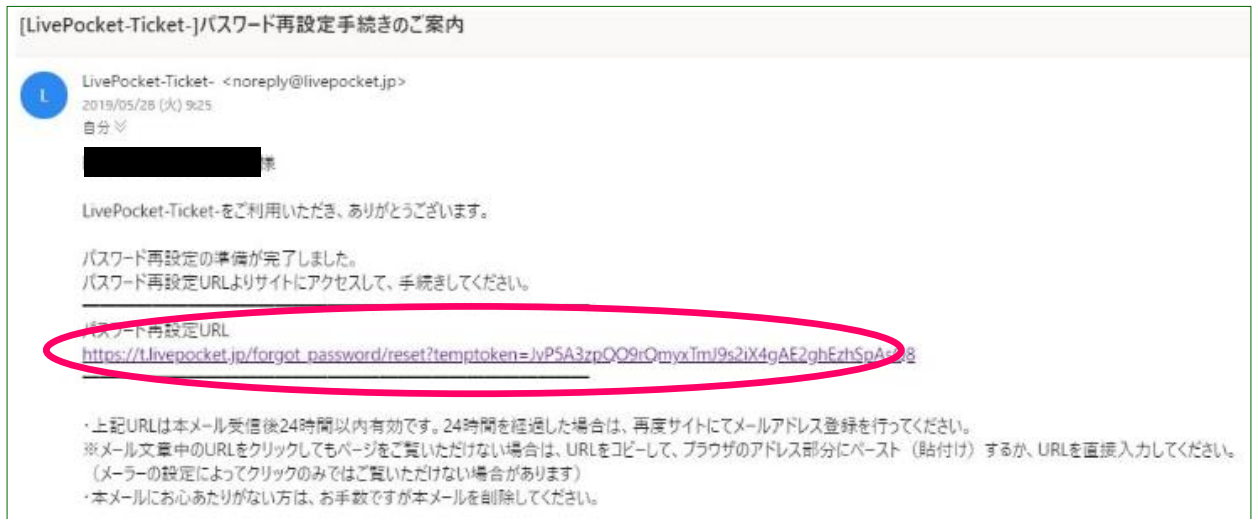 [LivePocket-Ticket-]パスワード再設定手続きのご案内
L
LivePocket-Ticket- <noreply@livepocket.jp>
2019/05/28 (火) 9:25
自分
様
LivePocket-Ticket-をご利用いただき、ありがとうございます。
パスワード再設定の準備が完了しました。
パスワード再設定URLよりサイトにアクセスして、手続きしてください。
パスワード再設定URL
・上記URLは本メール受信後24時間以内有効です。24時間を経過した場合は、再度サイトにてメールアドレス登録を行ってください。
※メール文章中のURLをクリックしてもページをご覧いただけない場合は、URLをコピーして、ブラウザのアドレス部分にペースト（貼付け）するか、URLを直接入力してください。
（メーラーの設定によってクリックのみではご覧いただけない場合があります）
・本メールにお心あたりがない方は、お手数ですが本メールを削除してください。